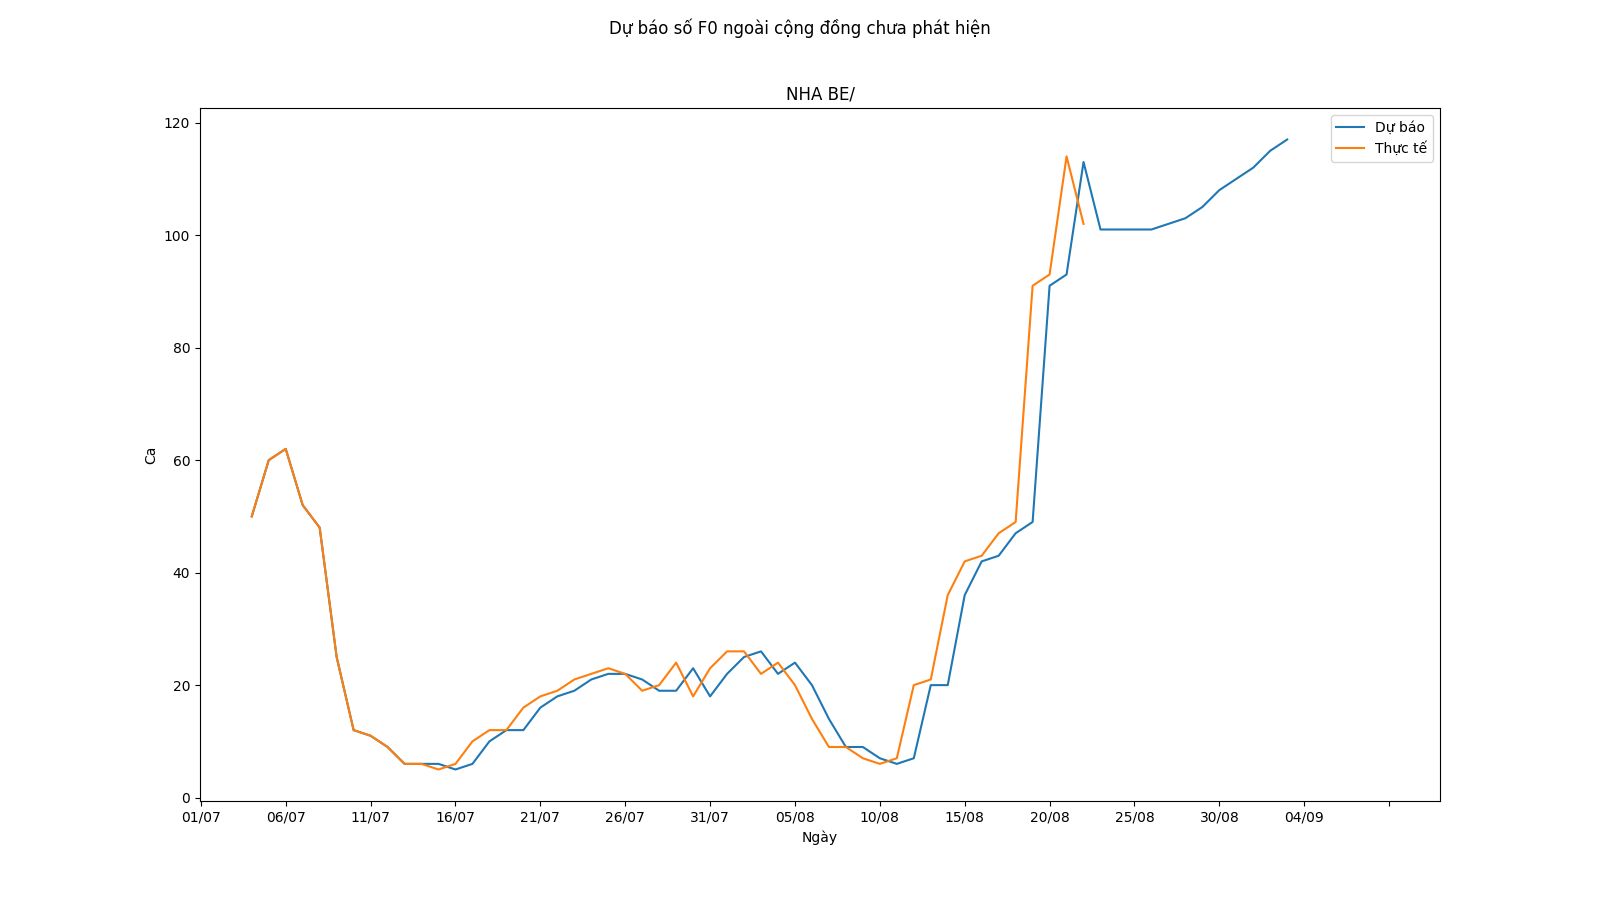 Dự báo số F0 ngoài cộng đồng chưa phát hiện
NHA BE/
Dự báo
Thực tế
120
100
80
60
40
20
0
Ca
01/07 06/07 11/07 16/07 21/07 26/07 31/07 05/08 10/08 15/08 20/08 25/08 30/08 04/09
Ngày